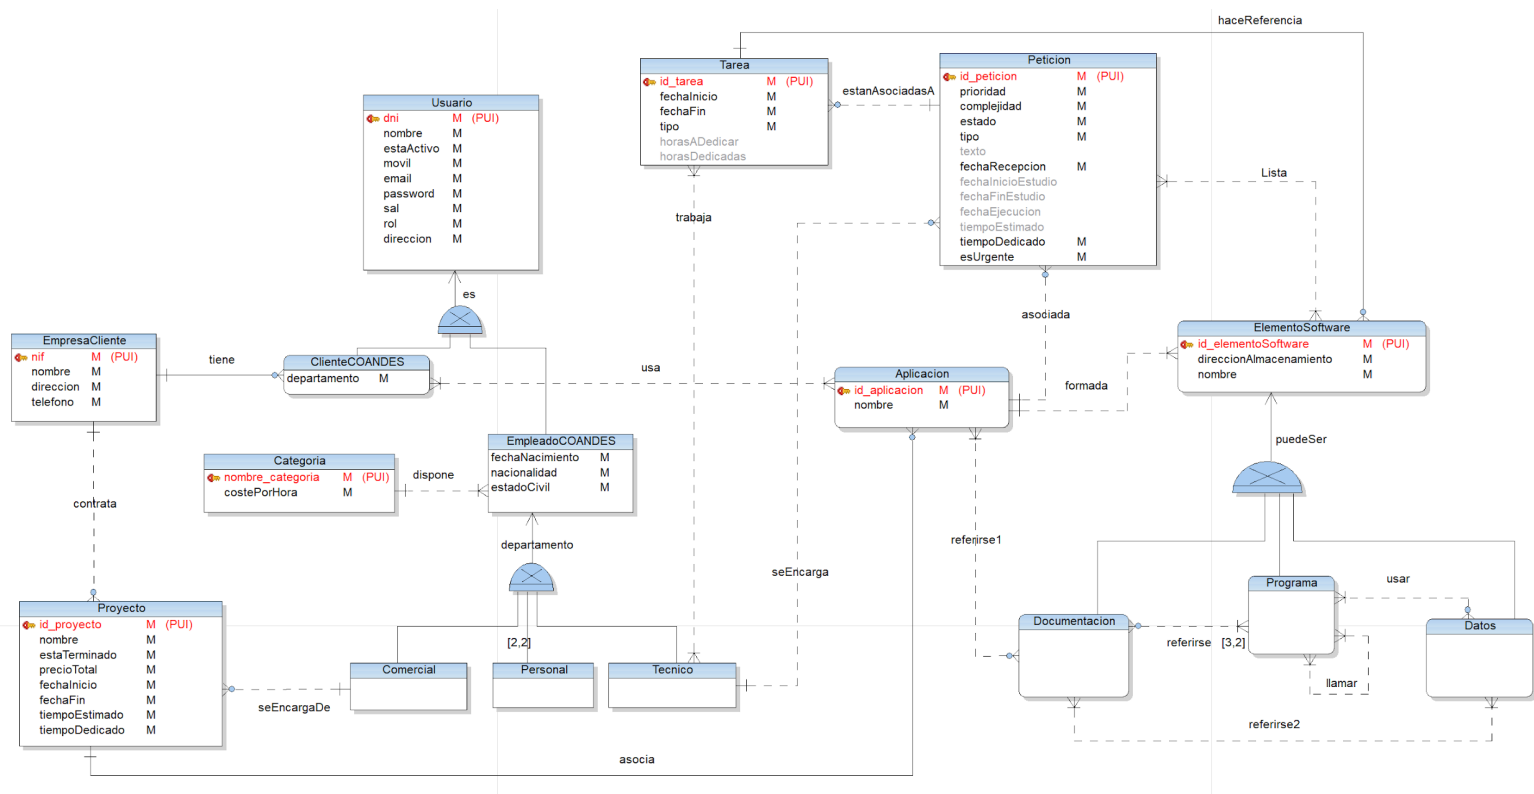 haceReferencia
Tarea
id_tarea M (PUI)
fechaInicio M
fechaFin M
tipo M
horasADedicar
horasDedicadas
estanAsociadasA
Peticion
id_peticion M (PUI)
prioridad M
complejidad M
estado M
tipo M
texto
fechaRecepcion M
fechaInicioEstudio
fechaFinEstudio
fechaEjecucion
tiempoEstimado
tiempoDedicado M
esUrgente M
Usuario
dni M (PUI)
nombre M
estaActivo M
movil M
email M
password M
sal M
rol M
direccion M
Lista
trabaja
es
asociada
EmpresaCliente
nif M (PUI)
nombre M
direccion M
telefono M
tiene
ClienteCOANDES
departamento M
usa
Aplicacion
id_aplicacion M (PUI)
nombre M
formada
ElementoSoftware
id_elementoSoftware M (PUI)
direccionAlmacenamiento M
nombre M
puedeSer
EmpleadoCOANDES
fechaNacimiento M
nacionalidad M
estadoCivil M
Categoria
nombre_categoria M (PUI)
costePorHora M
dispone
contrata
departamento
referirse1
seEncarga
Programa
usar
Proyecto
id_proyecto M (PUI)
nombre M
estaTerminado M
precioTotal M
fechaInicio M
fechaFin M
tiempoEstimado M
tiempoDedicado M
[2,2]
Comercial
Personal
Tecnico
seEncargaDe
Documentacion
referirse [3,2]
Datos
llamar
referirse2
asocia